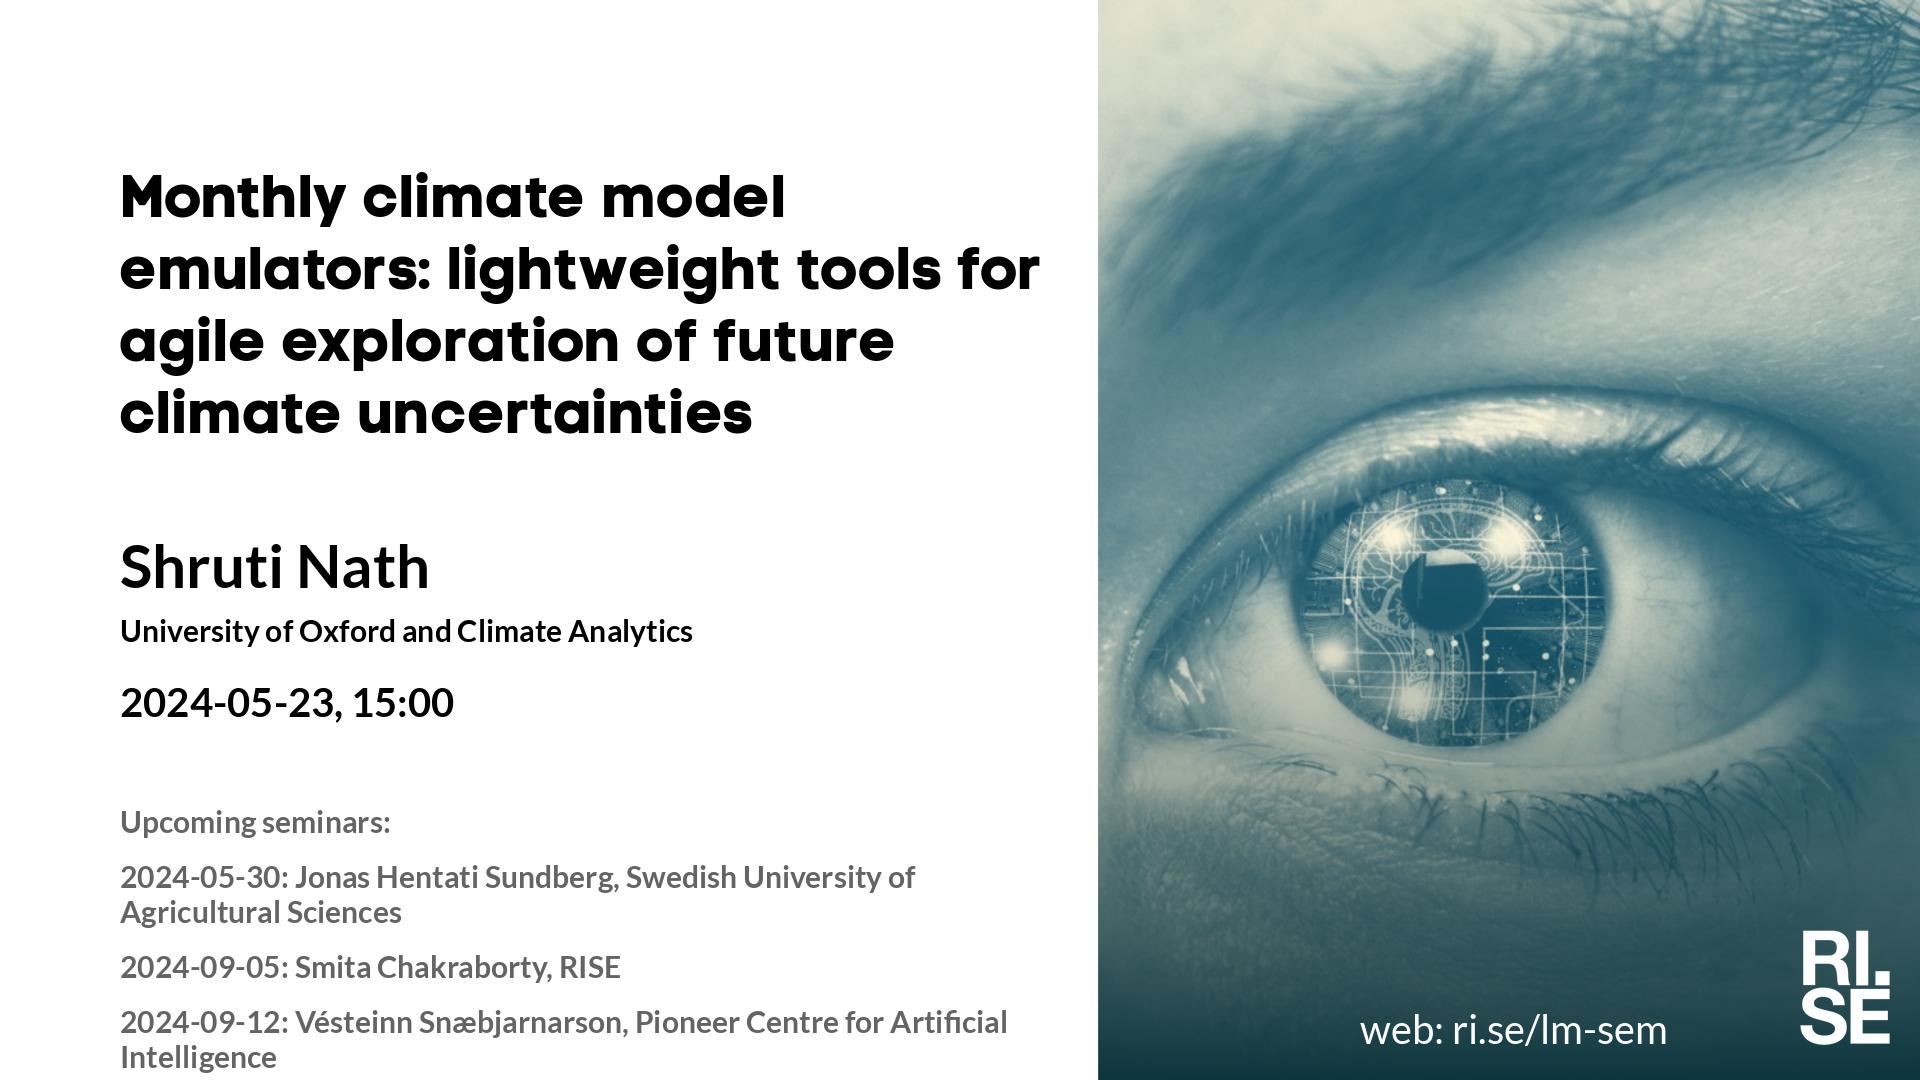 Monthly climate model
emulators: lightweight tools for
agile exploration of future
climate uncertainties
Shruti Nath
University of Oxford and Climate Analytics
2024-05-23, 15:00
Upcoming seminars:
2024-05-30: Jonas Hentati Sundberg, Swedish University of
Agricultural Sciences
2024-09-05: Smita Chakraborty, RISE
2024-09-12: Vésteinn Snæbjarnarson, Pioneer Centre for Artificial
Intelligence
web: ri.se/lm-sem
RI.
SE